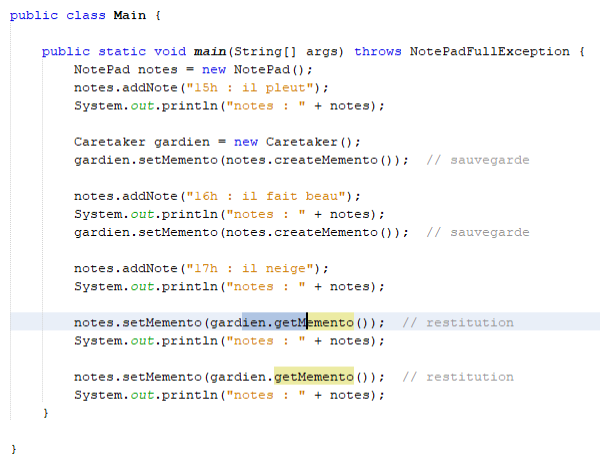 public class Main {
public static void main(String[] args) throws NotePadFullException {
NotePad notes = new NotePad();
notes.addNote("15h : il pleut");
System.out.println("notes : " + notes);
Caretaker gardien = new Caretaker();
gardien.setMemento(notes.createMemento()); // sauvegarde
notes.addNote("16h : il fait beau");
System.out.println("notes : " + notes);
gardien.setMemento(notes.createMemento()); // sauvegarde
notes.addNote("17h : il neige");
System.out.println("notes : " + notes);
notes.setMemento(gardien.getMemento()); // restitution
System.out.println("notes : " + notes);
notes.setMemento(gardien.getMemento()); // restitution
System.out.println("notes : " + notes);
}
}